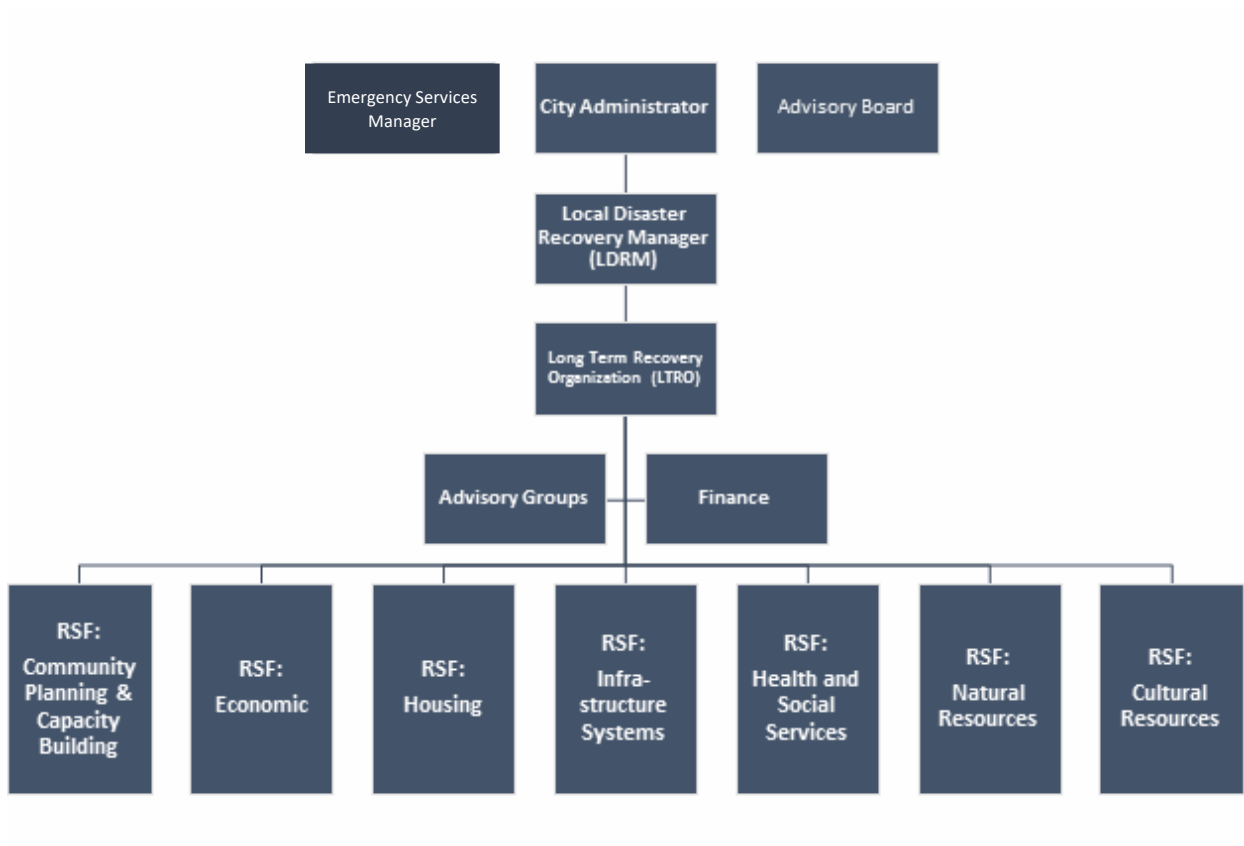 Emergency Services
Manager
City Administrator
Advisory Board
Local Disaster
Recovery Manager
(LDRM)
Long Term Recovery
Organization (LTRO)
Advisory Groups
Finance
RSF:
Community
Planning &
Capacity
Building
RSF:
Economic
RSF:
Housing
RSF:
Infra-
structure
Systems
RSF:
Health and
Social
Services
RSF:
Natural
Resources
RSF:
Cultural
Resources